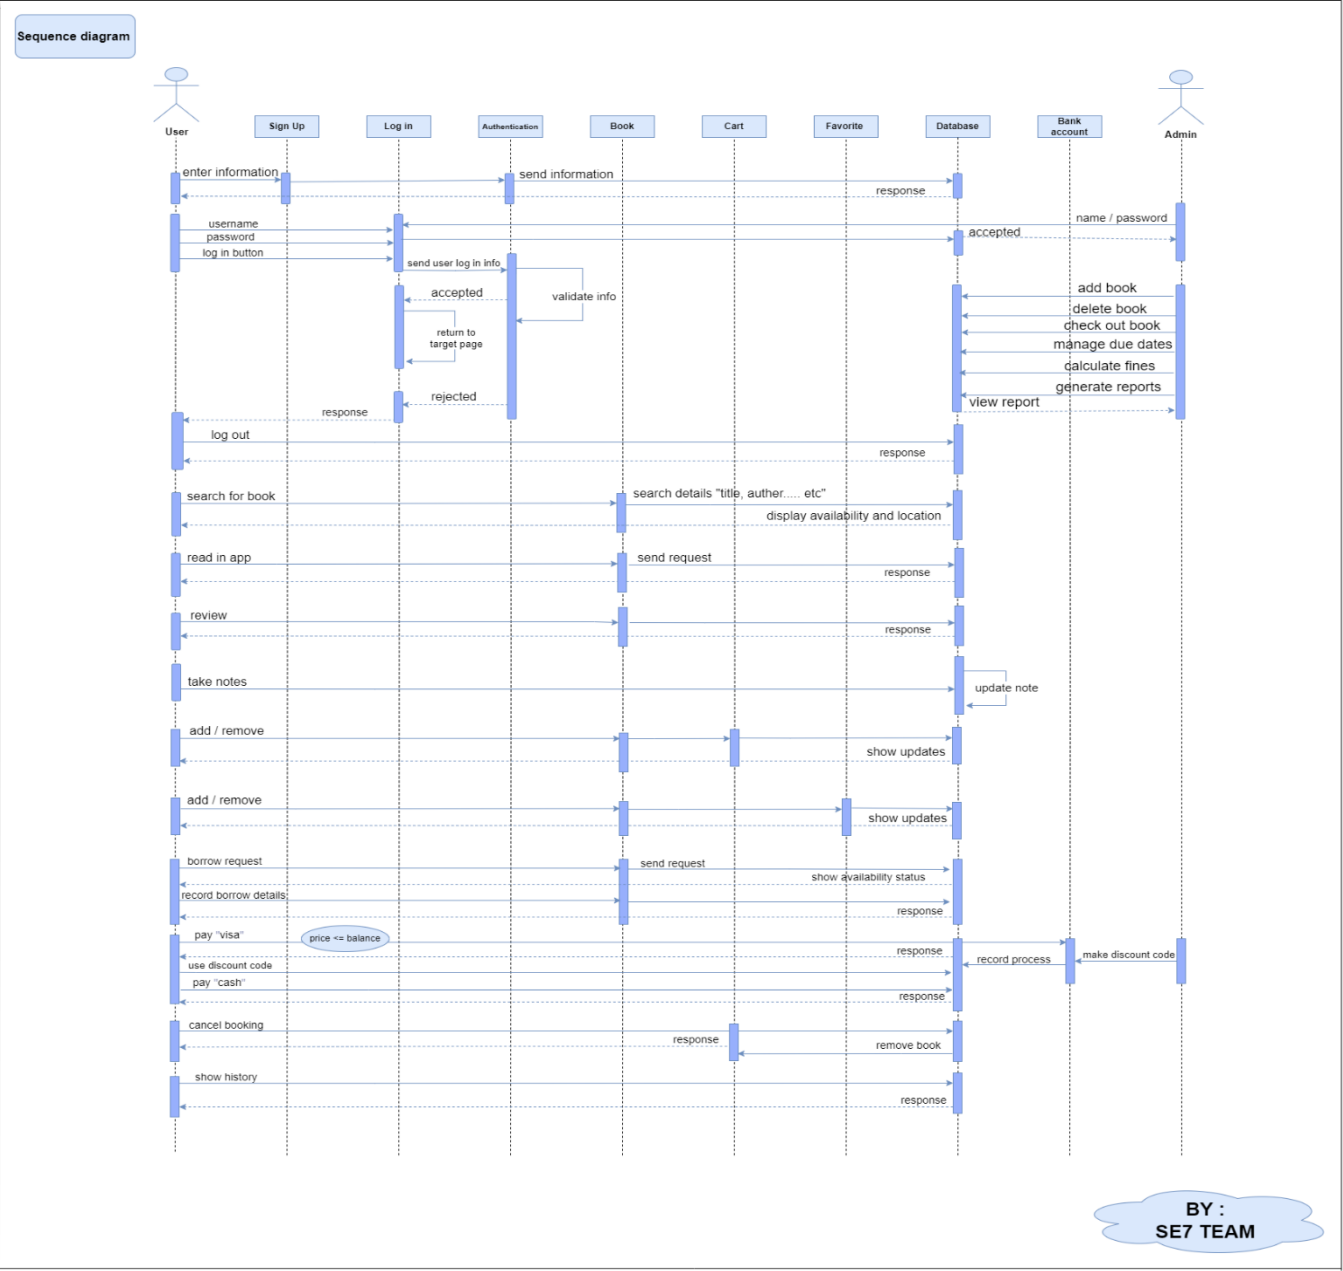 Sequence diagram
User
Sign Up
Log in
Authentication
Book
Cart
Favorite
Database
Bank
account
Admin
enter information
send information
response
username
name / password
password
accepted
log in button
send user log in info
accepted
validate info
return to
target page
rejected
response
add book
delete book
check out book
manage due dates
calculate fines
generate reports
view report
log out
response
search for book
search details "title, auther..... etc"
display availability and location
read in app
send request
response
review
response
take notes
update note
add / remove
show updates
add / remove
show updates
borrow request
send request
show availability status
record borrow details
response
pay "visa"
price <= balance
response
record process
make discount code
use discount code
pay "cash"
response
cancel booking
response
remove book
show history
response
BY :
SE7 TEAM